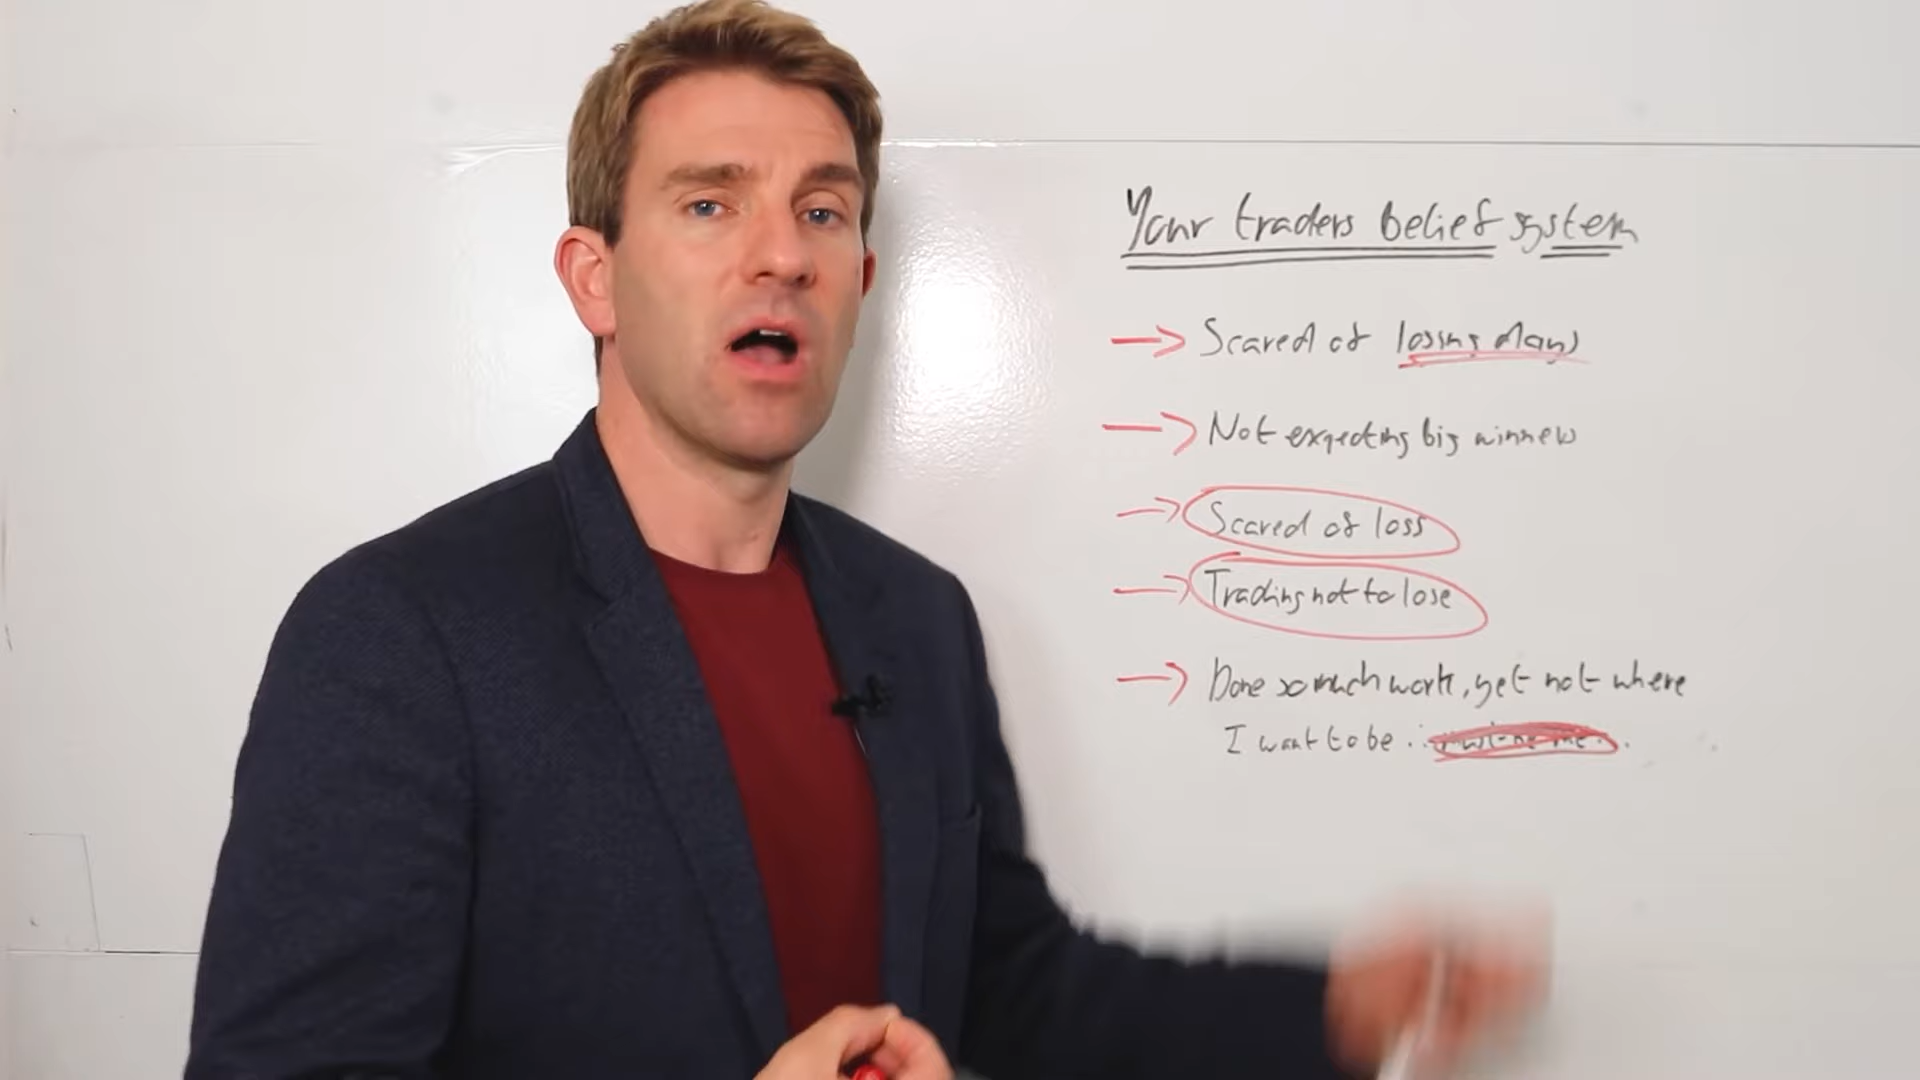 Your traders belief system
→ Scared of losing days
→ Not expecting big winners
→ Scared of loss
→ Trading not to lose
→ Done so much work, yet not where
I want to be ..